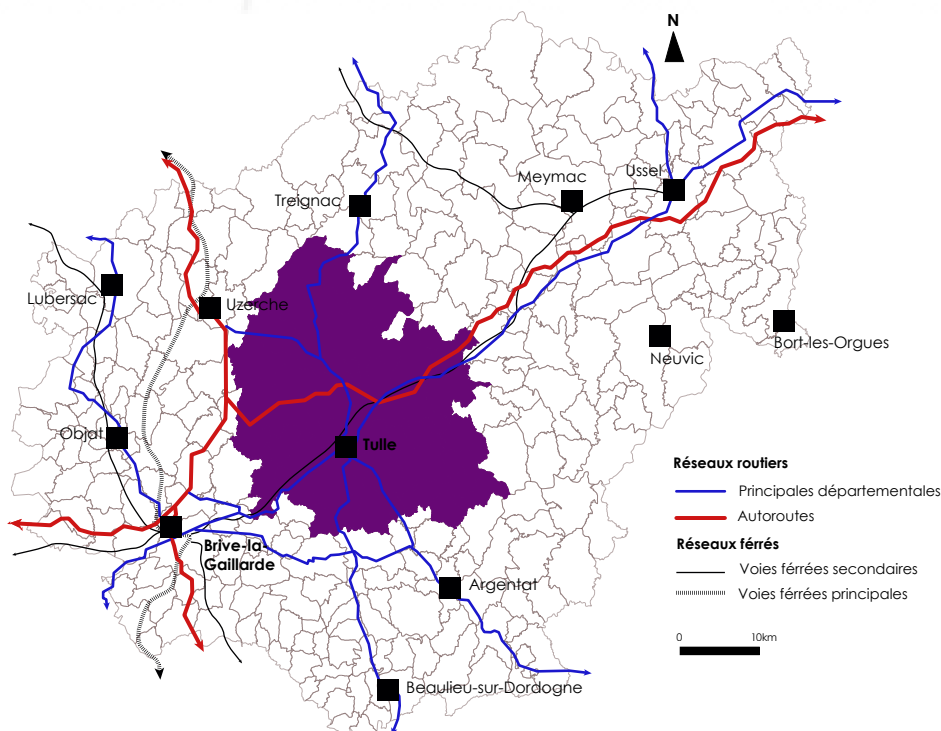 N
Ussel
Meymac
Treignac
Lubersac
Uzerche
Bort-les-Orgues
Neuvic
Objat
Tulle
Réseaux routiers
Principales départementales
Autoroutes
Réseaux férrés
Voies férrées secondaires
Voies férrées principales
Brive-la-
Gaillarde
Argentat
0 10km
Beaulieu-sur-Dordogne